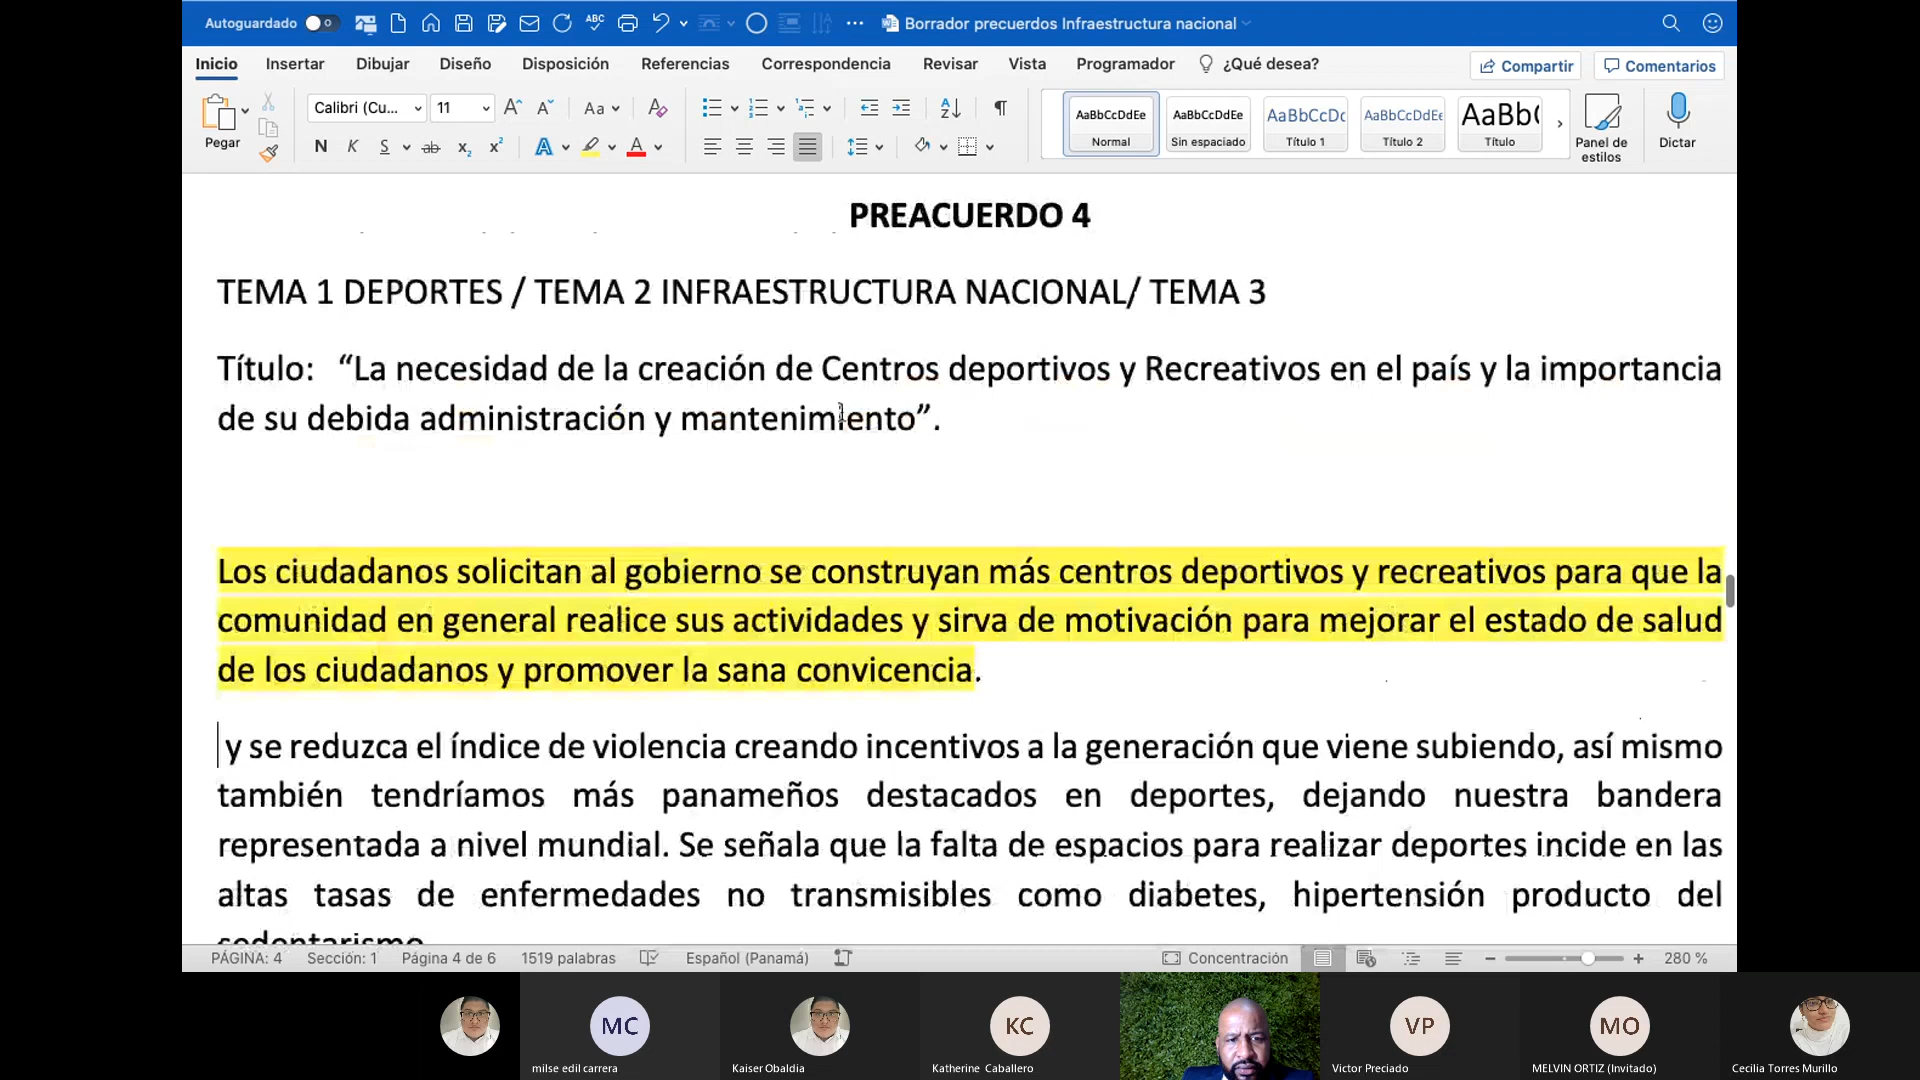 Autoguardado
Borrador precuerdos Infraestructura nacional
Inicio Insertar Dibujar Diseño Disposición Referencias Correspondencia Revisar Vista Programador ¿Qué desea? Compartir Comentarios
Pegar
Calibri (Cu... 11
Aa
N K S ab x₂ x² A A
AaBbCcDdEe AaBbCcDdEe AaBbCcDc AaBbCcDdEe AaBb(
Normal Sin espaciado Título 1 Título 2 Título
Panel de estilos
Dictar
PREACUERDO 4
TEMA 1 DEPORTES / TEMA 2 INFRAESTRUCTURA NACIONAL/ TEMA 3
Título: “La necesidad de la creación de Centros deportivos y Recreativos en el país y la importancia
de su debida administración y mantenimiento”.
Los ciudadanos solicitan al gobierno se construyan más centros deportivos y recreativos para que la
comunidad en general realice sus actividades y sirva de motivación para mejorar el estado de salud
de los ciudadanos y promover la sana convicencia.
y se reduzca el índice de violencia creando incentivos a la generación que viene subiendo, así mismo
también tendríamos más panameños destacados en deportes, dejando nuestra bandera
representada a nivel mundial. Se señala que la falta de espacios para realizar deportes incide en las
altas tasas de enfermedades no transmisibles como diabetes, hipertensión producto del
sedentarismo.
PÁGINA: 4 Sección: 1 Página 4 de 6 1519 palabras Español (Panamá) Concentración 280 %
MC KC VP MO
milse edil carrera Kaiser Obaldia Katherine Caballero Victor Preciado MELVIN ORTIZ (Invitado) Cecilia Torres Murillo